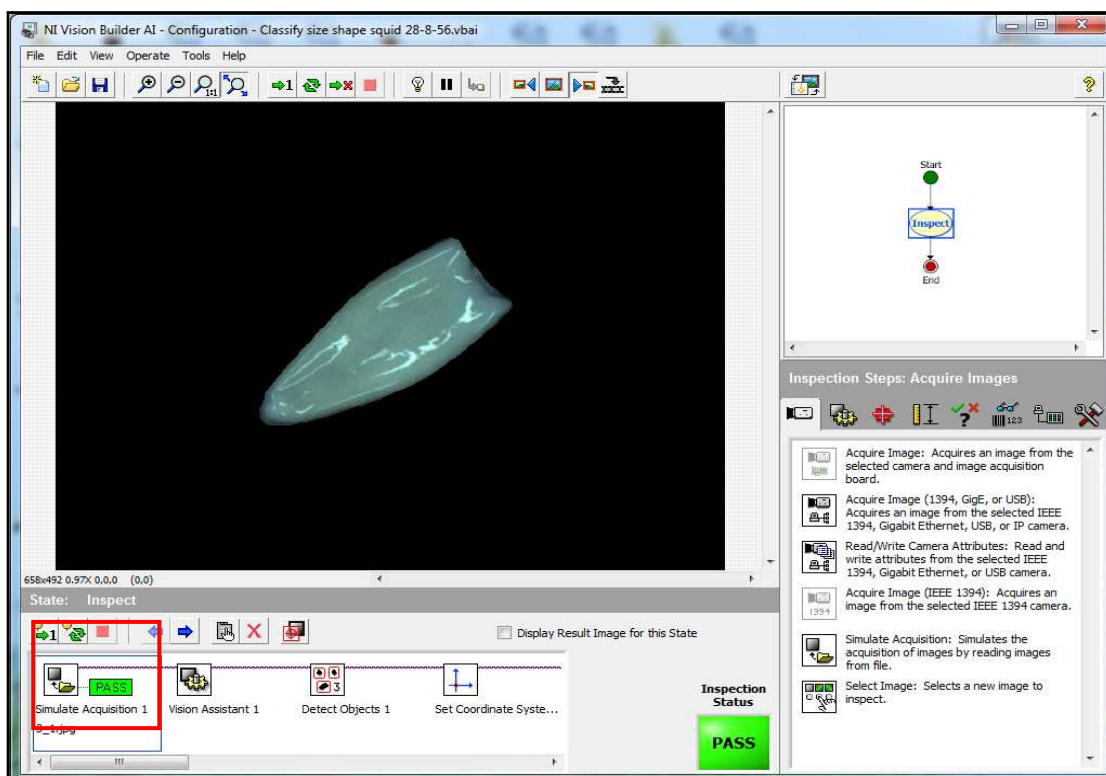 NI Vision Builder AI - Configuration - Classify size shape squid 28-8-56.vbai
File Edit View Operate Tools Help
1:1
1
Start
Inspect
End
Inspection Steps: Acquire Images
123
Acquire Image: Acquires an image from the
selected camera and image acquisition
board.
Acquire Image (1394, GigE, or USB):
Acquires an image from the selected IEEE
1394, Gigabit Ethernet, USB, or IP camera.
Read/Write Camera Attributes: Read and
write attributes from the selected IEEE
1394, Gigabit Ethernet, or USB camera.
1394
Acquire Image (IEEE 1394): Acquires an
image from the selected IEEE 1394 camera.
Simulate Acquisition: Simulates the
acquisition of images by reading images
from file.
Select Image: Selects a new image to
inspect.
658x492 0.97X 0,0,0 (0,0)
State: Inspect
1
Display Result Image for this State
PASS
3
Simulate Acquisition 1 Vision Assistant 1 Detect Objects 1 Set Coordinate Syste...
Inspection
Status
PASS